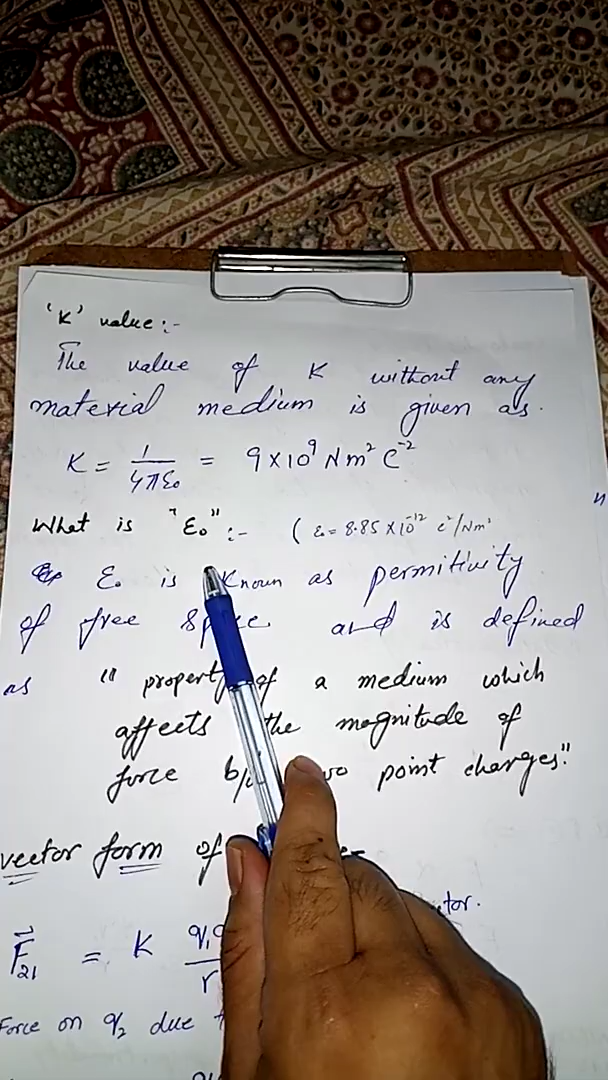 'K' value:-
The value of K without any
material medium is given as.
K = 1/4πε₀ = 9×10⁹ Nm² C⁻²
What is "ε₀" :- ( ε₀ = 8.85 ×10⁻¹² c²/Nm²
ε₀ is known as permitivity
of free space and is defined
as " property of a medium which
affects the magnitude of
force b/w two point charges."
vector form of
F⃗₂₁ = K q₁q
r
Force on q₂ due